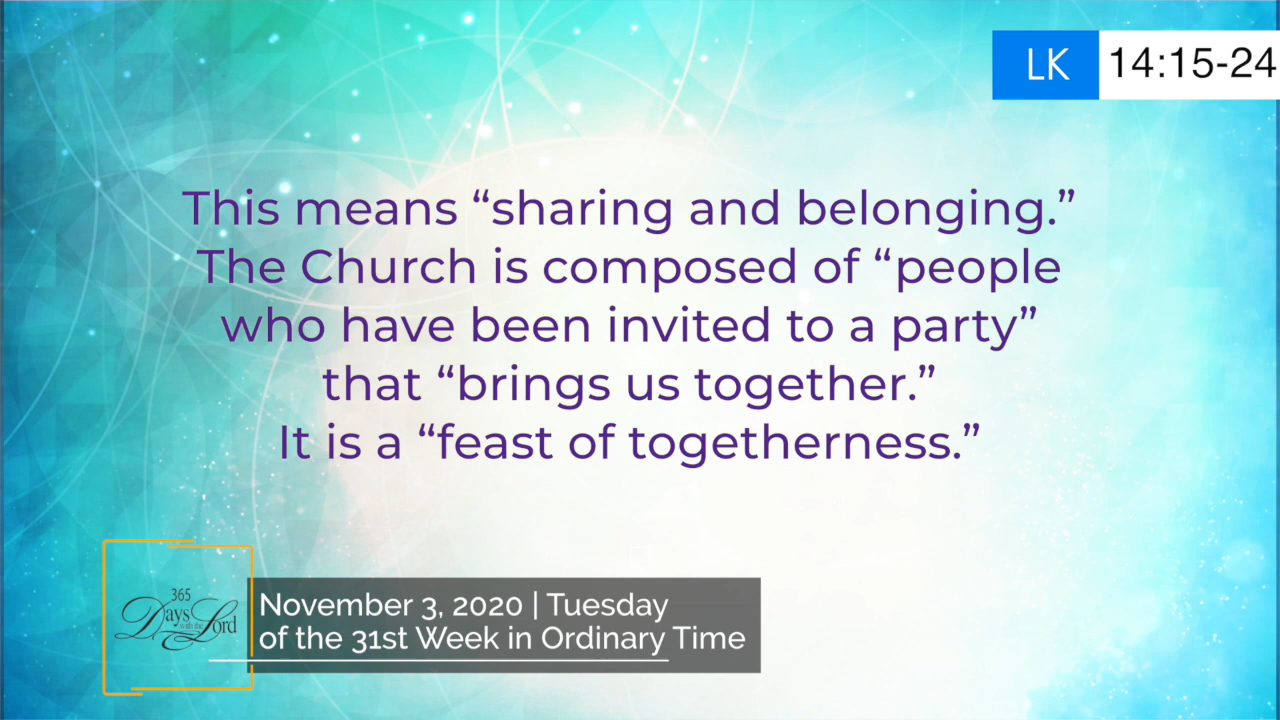 LK 14:15-24
This means “sharing and belonging.”
The Church is composed of “people
who have been invited to a party”
that “brings us together.”
It is a “feast of togetherness.”
365
Days with the Lord
November 3, 2020 | Tuesday
of the 31st Week in Ordinary Time